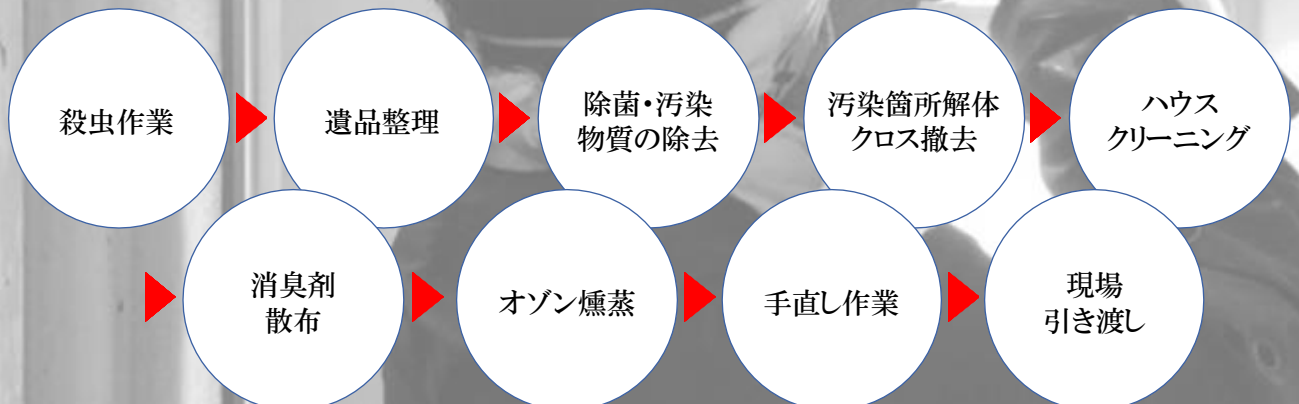 殺虫作業
遺品整理
除菌・汚染
物質の除去
汚染箇所解体
クロス撤去
ハウス
クリーニング
消臭剤
散布
オゾン燻蒸
手直し作業
現場
引き渡し